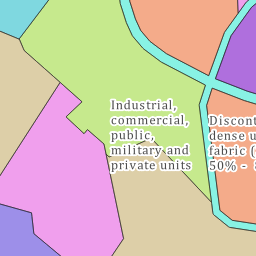 Industrial,
commercial,
public,
military and
private units
Discont
dense u
fabric (
50% -